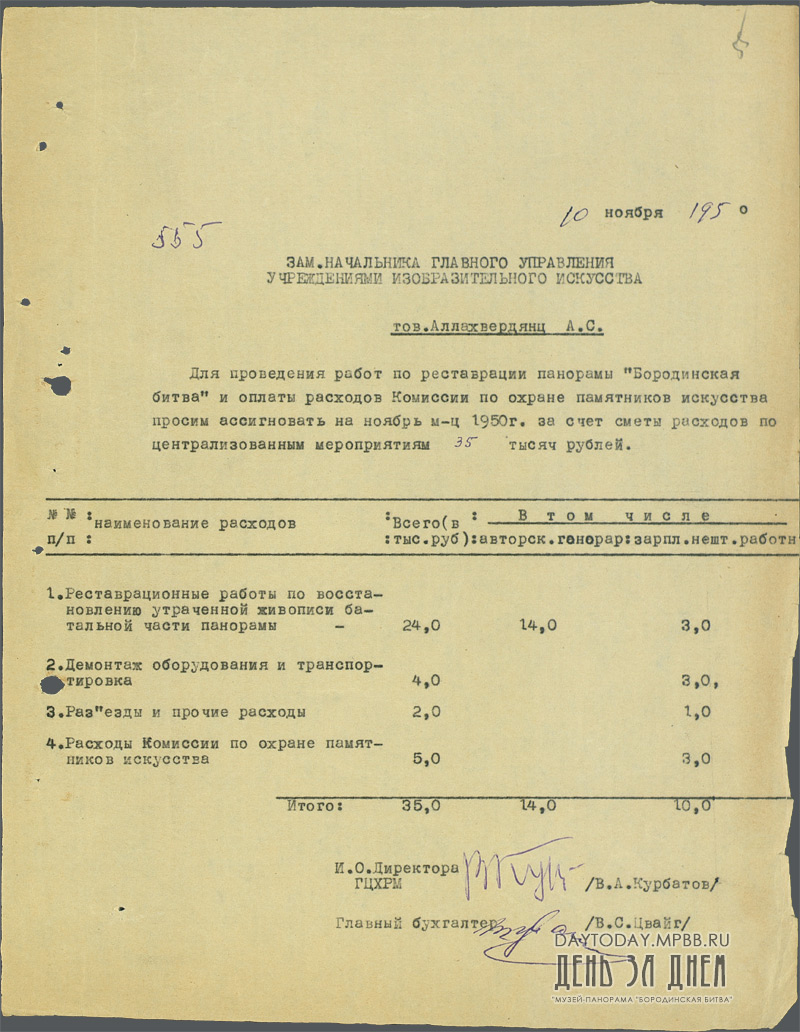 10 ноября 1950
555
ЗАМ.НАЧАЛЬНИКА ГЛАВНОГО УПРАВЛЕНИЯ
УЧРЕЖДЕНИЯМИ ИЗОБРАЗИТЕЛЬНОГО ИСКУССТВА
тов.Аллахвердянц А.С.
Для проведения работ по реставрации панорамы "Бородинская
битва" и оплаты расходов Комиссии по охране памятников искусства
просим ассигновать на ноябрь м-ц 1950г. за счет сметы расходов по
централизованным мероприятиям 35 тысяч рублей.
№ № : наименование расходов :Всего(в : В том числе
п/п : :тыс.руб):авторск.гонорар:зарпл.нешт.работн
1.Реставрационные работы по восста-
новлению утраченной живописи ба-
тальной части панорамы – 24,0 14,0 3,0
2.Демонтаж оборудования и транспор-
тировка 4,0 3,0,
3.Раз"езды и прочие расходы 2,0 1,0
4.Расходы Комиссии по охране памят-
ников искусства 5,0 3,0
Итого: 35,0 14,0 10,0
И.О.Директора
ГЦХРМ /В.А.Курбатов/
Главный бухгалтер /В.С.Цвайг/
DAYTODAY.MPBB.RU
ДЕНЬ ЗА ДНЕМ
"МУЗЕЙ-ПАНОРАМА "БОРОДИНСКАЯ БИТВА"